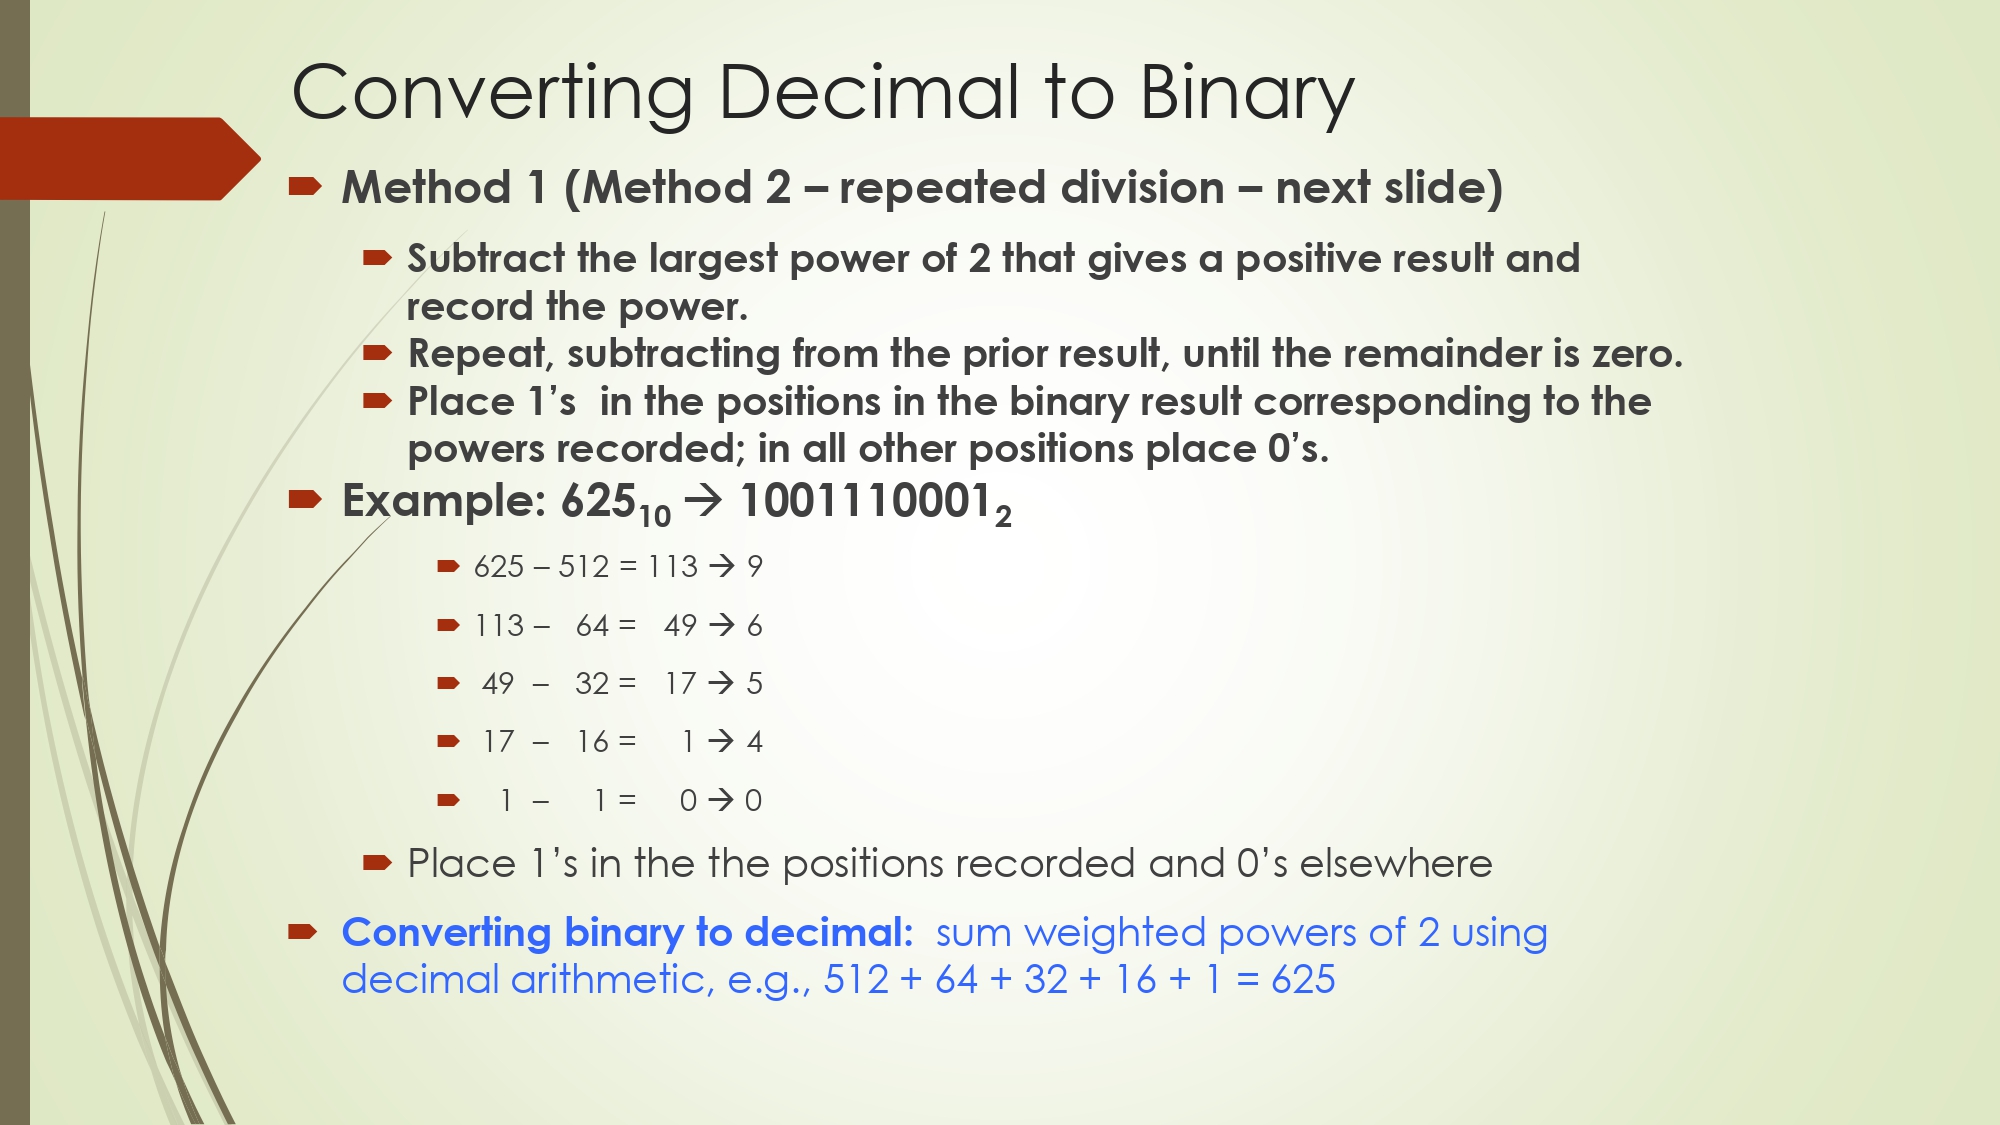 Converting Decimal to Binary
Method 1 (Method 2 – repeated division – next slide)
Subtract the largest power of 2 that gives a positive result and
record the power.
Repeat, subtracting from the prior result, until the remainder is zero.
Place 1’s  in the positions in the binary result corresponding to the
powers recorded; in all other positions place 0’s.
Example: 625₁₀ → 1001110001₂
625 – 512 = 113 → 9
113 –   64 =   49 → 6
49  –   32 =   17 → 5
17  –   16 =     1 → 4
1  –     1 =     0 → 0
Place 1’s in the the positions recorded and 0’s elsewhere
Converting binary to decimal:  sum weighted powers of 2 using
decimal arithmetic, e.g., 512 + 64 + 32 + 16 + 1 = 625